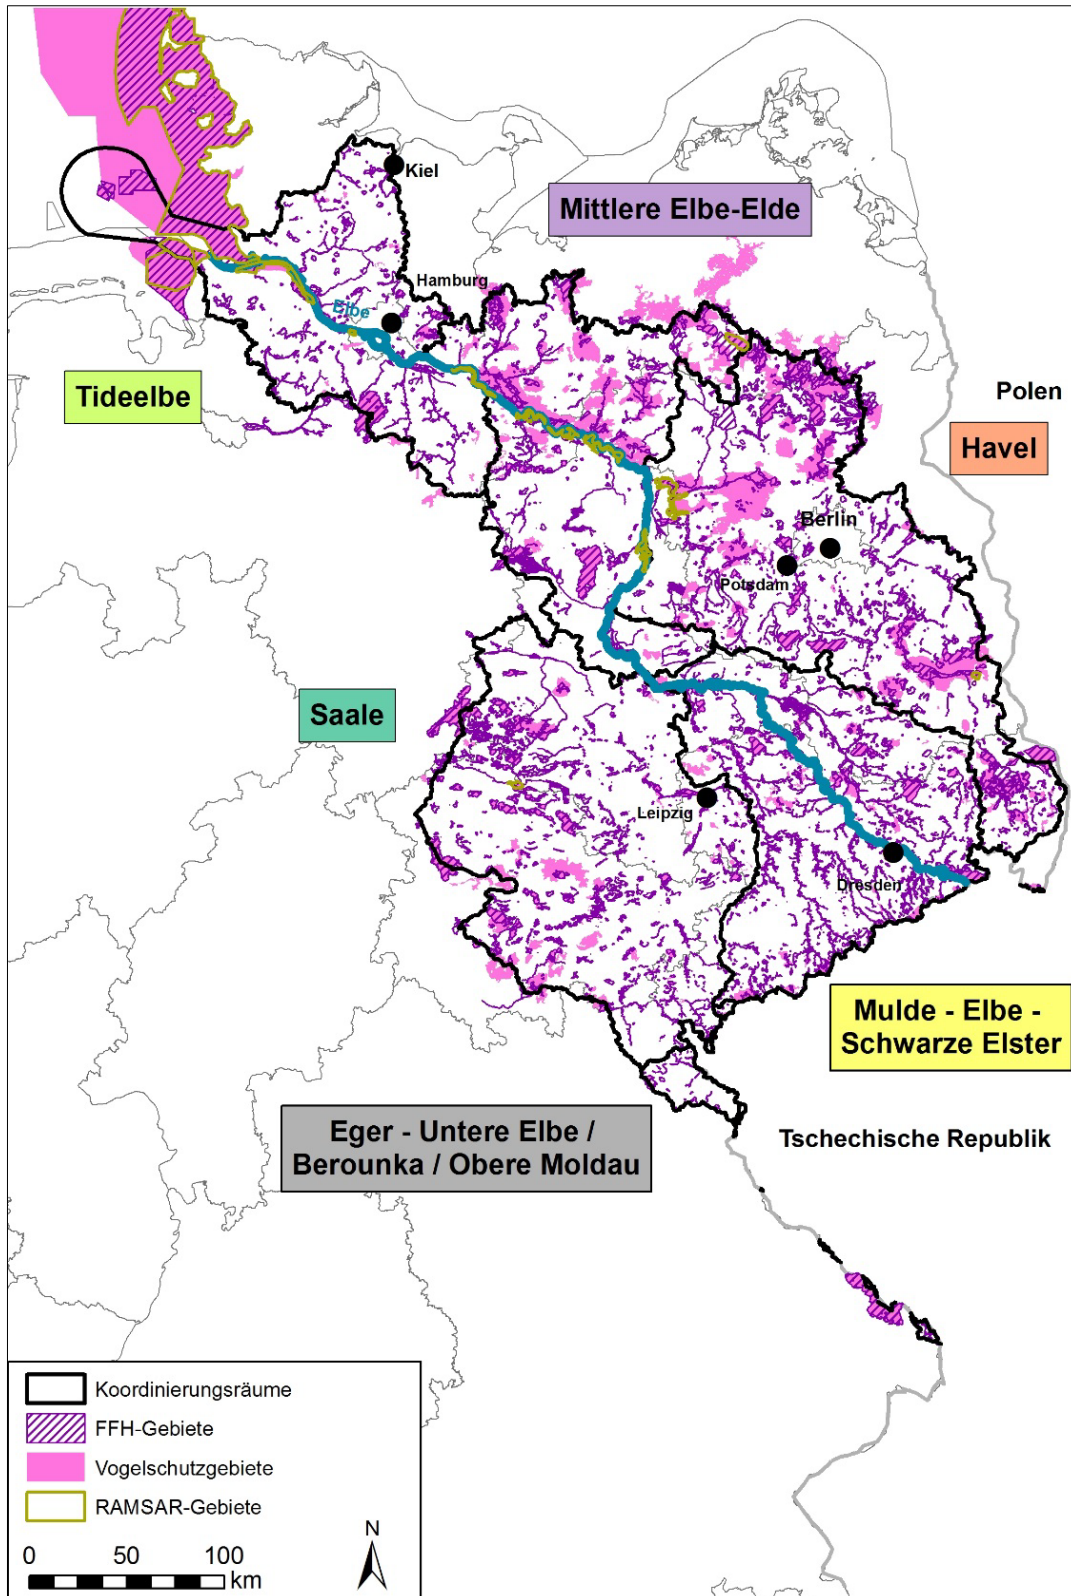 Kiel
Mittlere Elbe-Elde
Hamburg
Elbe
Tideelbe
Polen
Havel
Berlin
Potsdam
Saale
Leipzig
Dresden
Mulde - Elbe -
Schwarze Elster
Eger - Untere Elbe /
Berounka / Obere Moldau
Tschechische Republik
Koordinierungsräume
FFH-Gebiete
Vogelschutzgebiete
RAMSAR-Gebiete
N
0 50 100
km